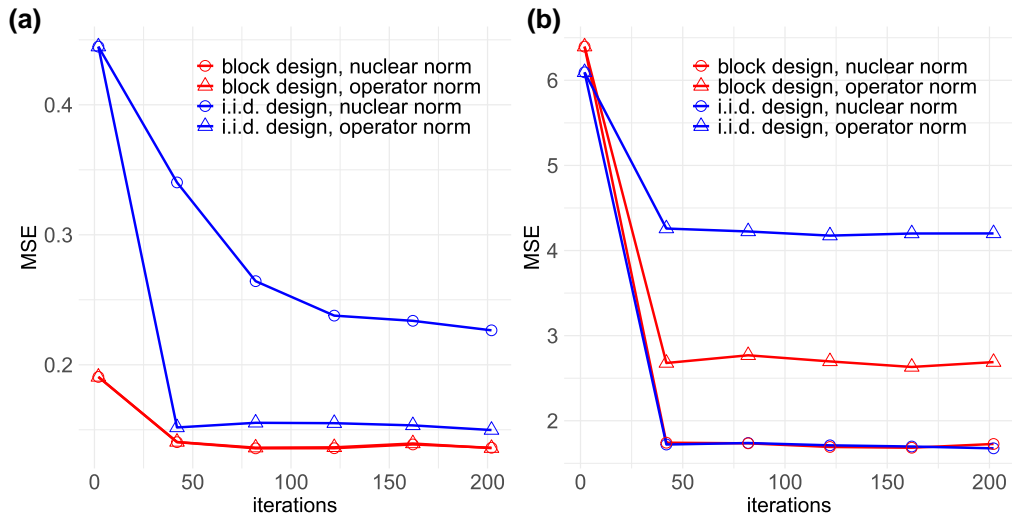 (a)
block design, nuclear norm
block design, operator norm
i.i.d. design, nuclear norm
i.i.d. design, operator norm
0.4
0.3
0.2
MSE
0
50
100
150
200
iterations
(b)
block design, nuclear norm
block design, operator norm
i.i.d. design, nuclear norm
i.i.d. design, operator norm
6
5
4
3
2
MSE
0
50
100
150
200
iterations